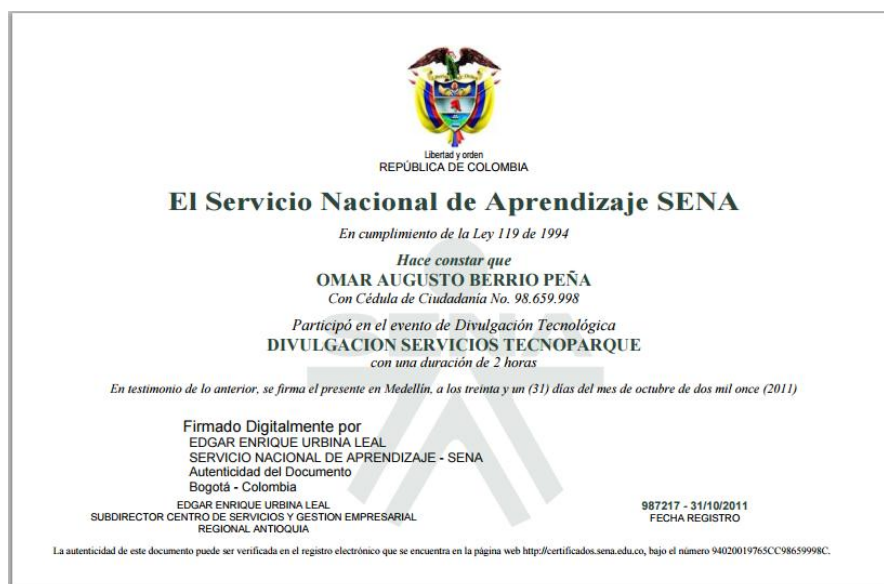 Libertad y orden
REPÚBLICA DE COLOMBIA
El Servicio Nacional de Aprendizaje SENA
En cumplimiento de la Ley 119 de 1994
Hace constar que
OMAR AUGUSTO BERRIO PEÑA
Con Cédula de Ciudadanía No. 98.659.998
Participó en el evento de Divulgación Tecnológica
SENA
DIVULGACION SERVICIOS TECNOPARQUE
con una duración de 2 horas
En testimonio de lo anterior, se firma el presente en Medellín, a los treinta y un (31) días del mes de octubre de dos mil once (2011)
Firmado Digitalmente por
EDGAR ENRIQUE URBINA LEAL
SERVICIO NACIONAL DE APRENDIZAJE - SENA
Autenticidad del Documento
Bogotá - Colombia
EDGAR ENRIQUE URBINA LEAL
SUBDIRECTOR CENTRO DE SERVICIOS Y GESTION EMPRESARIAL
REGIONAL ANTIOQUIA
987217 - 31/10/2011
FECHA REGISTRO
La autenticidad de este documento puede ser verificada en el registro electrónico que se encuentra en la página web http://certificados.sena.edu.co, bajo el número 94020019765CC98659998C.